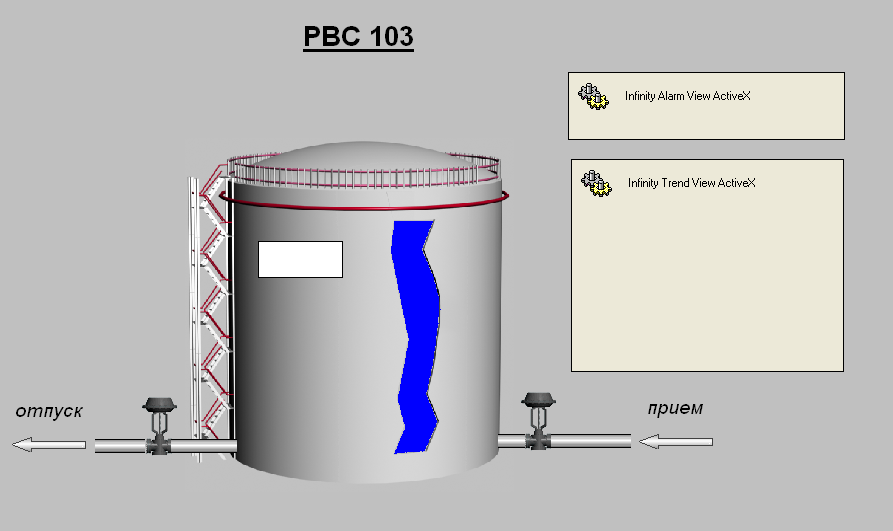 РВС 103
Infinity Alarm View ActiveX
Infinity Trend View ActiveX
отпуск
прием